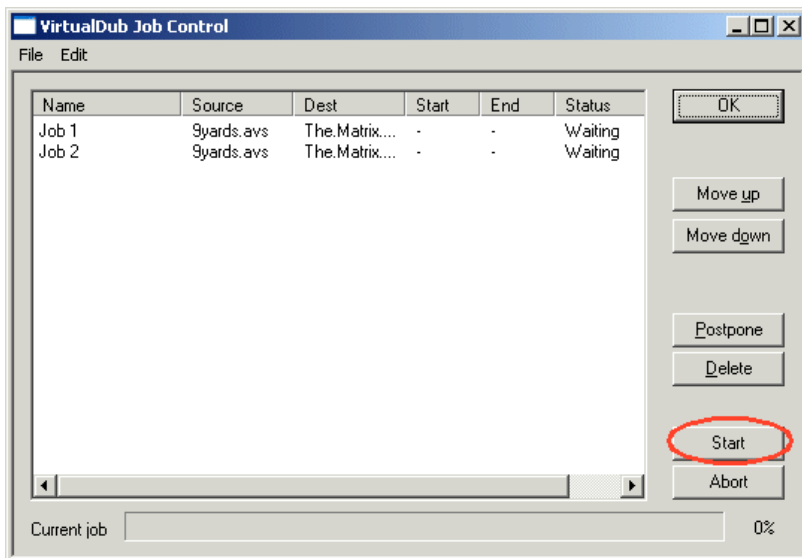 VirtualDub Job Control
File Edit
Name Source Dest Start End Status
Job 1 9yards.avs The.Matrix.... - - Waiting
Job 2 9yards.avs The.Matrix.... - - Waiting
OK
Move up
Move down
Postpone
Delete
Start
Abort
Current job 0%